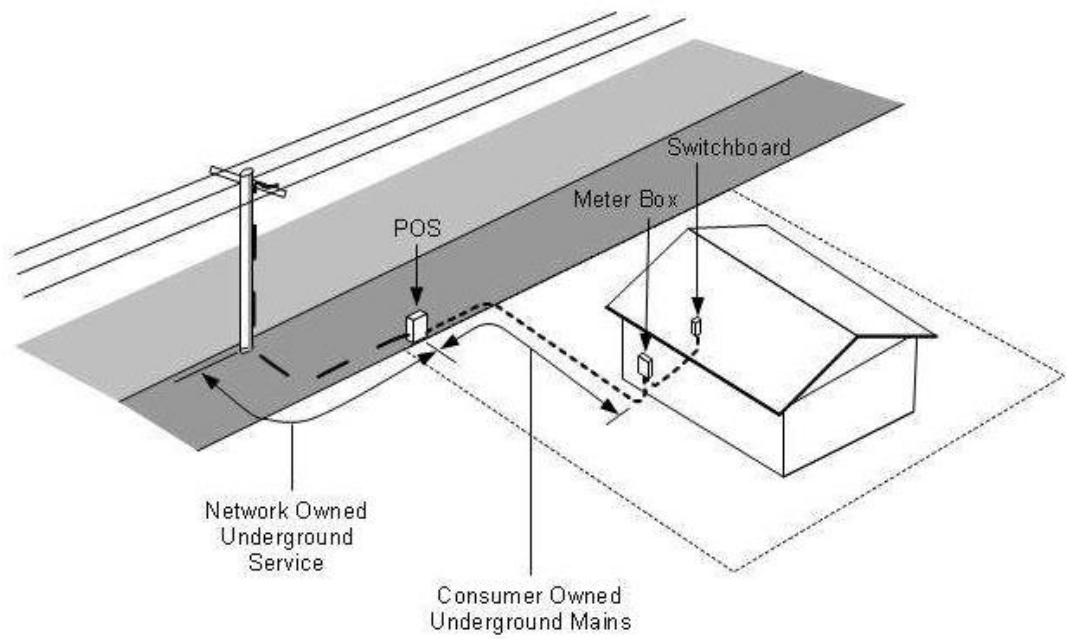 Switchboard
Meter Box
POS
Network Owned
Underground
Service
Consumer Owned
Underground Mains